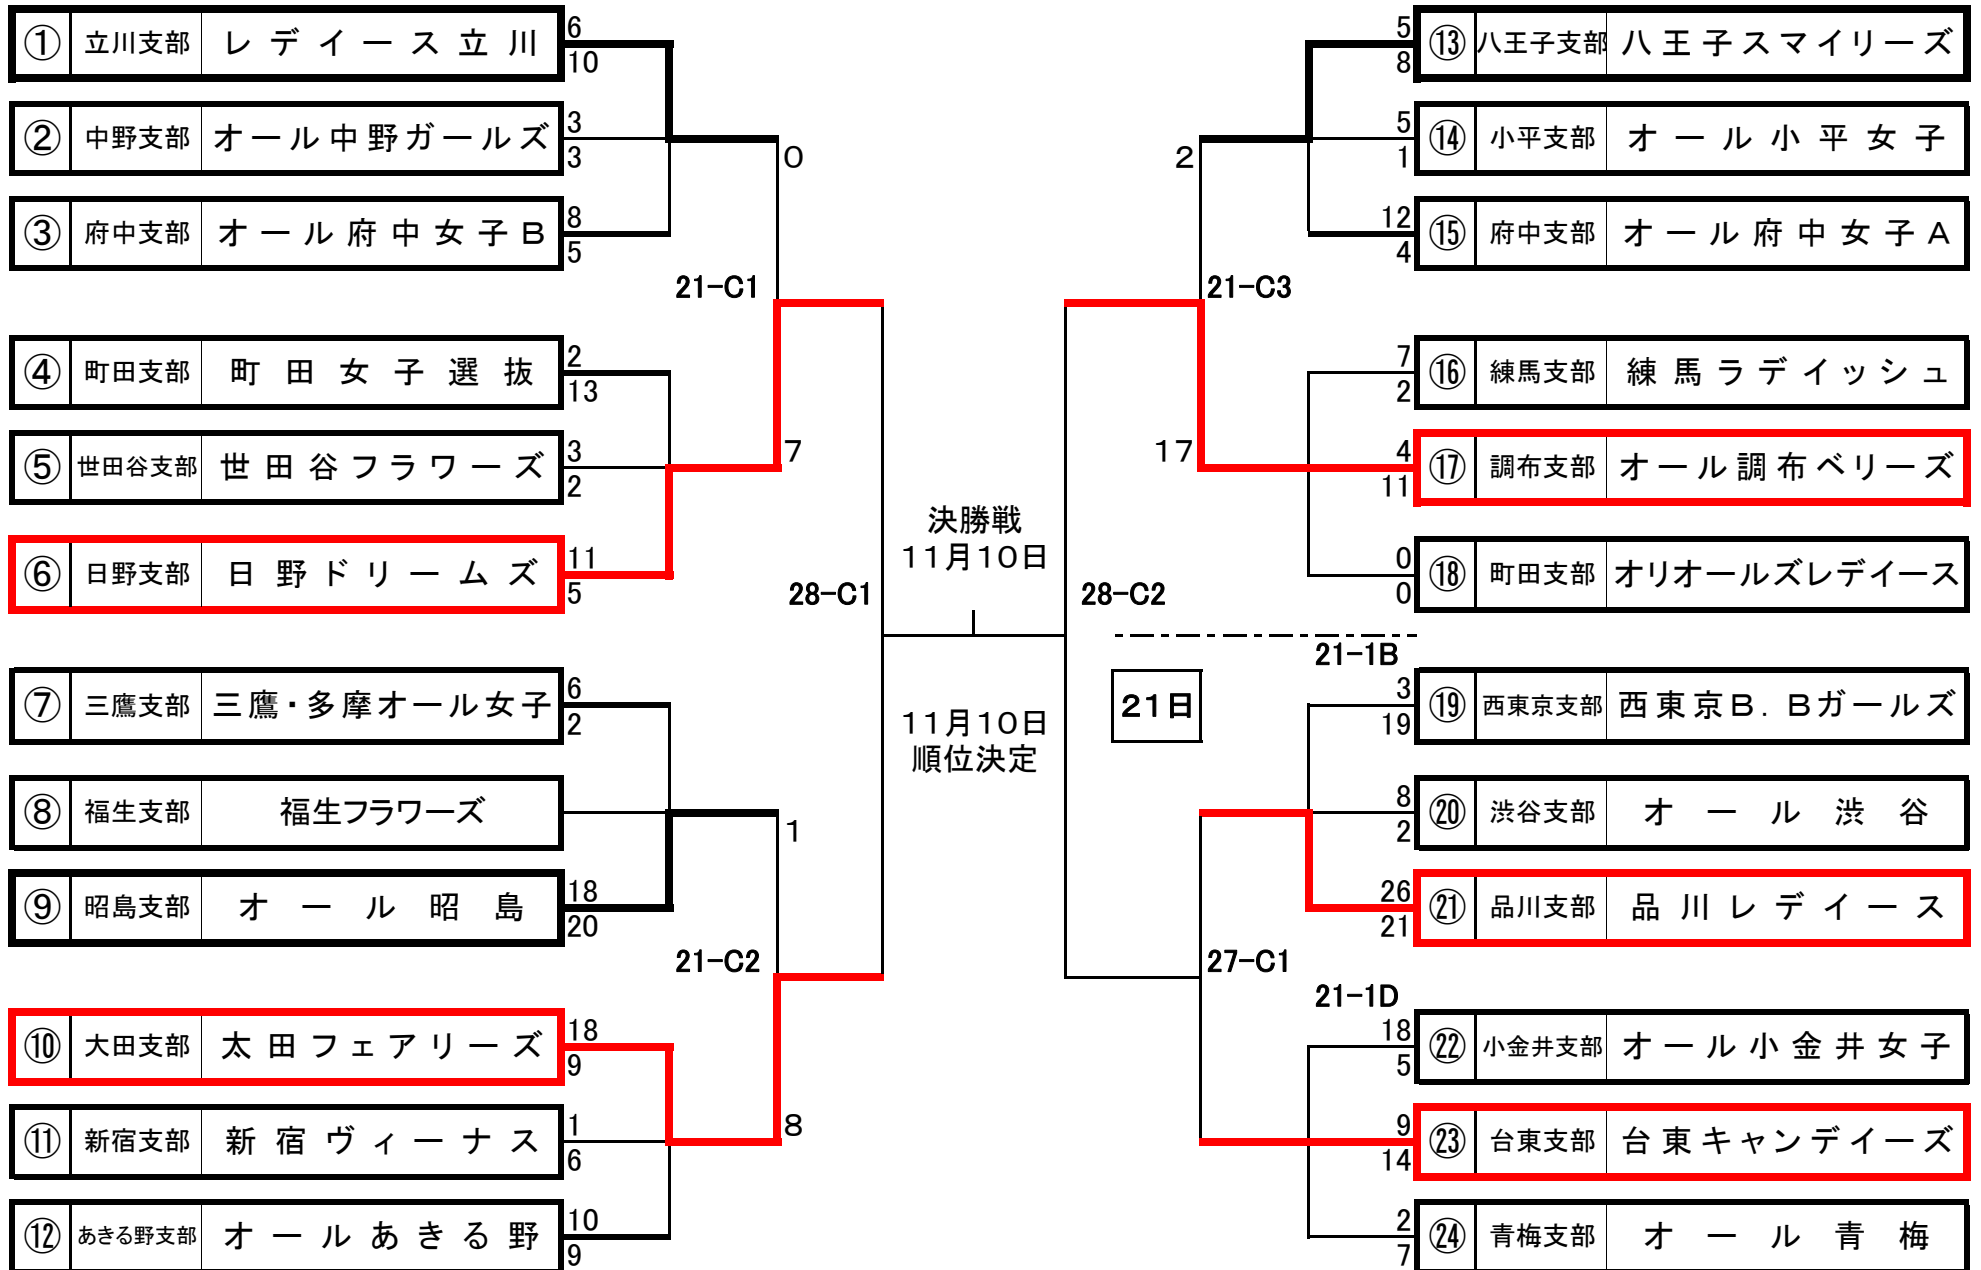 ① 立川支部 レデイース立川 6 10
② 中野支部 オール中野ガールズ 3 3
0
③ 府中支部 オール府中女子B 8 5
21-C1
④ 町田支部 町田女子選抜 2 13
⑤ 世田谷支部 世田谷フラワーズ 3 2
7
⑥ 日野支部 日野ドリームズ 11 5
28-C1
⑦ 三鷹支部 三鷹・多摩オール女子 6 2
⑧ 福生支部 福生フラワーズ
1
⑨ 昭島支部 オール昭島 18 20
21-C2
⑩ 大田支部 太田フェアリーズ 18 9
⑪ 新宿支部 新宿ヴィーナス 1 6
8
⑫ あきる野支部 オールあきる野 10 9
決勝戦
11月10日
11月10日
順位決定
5 8 ⑬ 八王子支部 八王子スマイリーズ
5 1 ⑭ 小平支部 オール小平女子
2
12 4 ⑮ 府中支部 オール府中女子A
21-C3
7 2 ⑯ 練馬支部 練馬ラデイッシュ
17
4 11 ⑰ 調布支部 オール調布ベリーズ
0 0 ⑱ 町田支部 オリオールズレデイース
28-C2
21-1B
21日
3 19 ⑲ 西東京支部 西東京B．Bガールズ
8 2 ⑳ 渋谷支部 オール渋谷
26 21 ㉑ 品川支部 品川レデイース
27-C1
21-1D
18 5 ㉒ 小金井支部 オール小金井女子
9 14 ㉓ 台東支部 台東キャンデイーズ
2 7 ㉔ 青梅支部 オール青梅